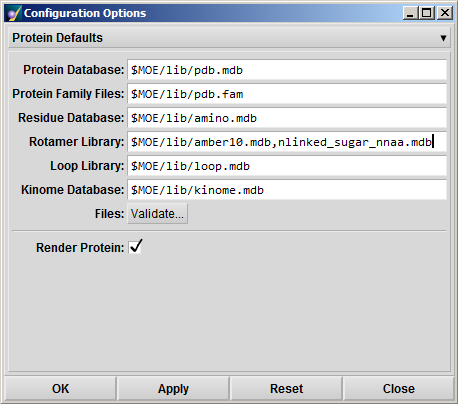 Configuration Options
Protein Defaults
Protein Database: $MOE/lib/pdb.mdb
Protein Family Files: $MOE/lib/pdb.fam
Residue Database: $MOE/lib/amino.mdb
Rotamer Library: $MOE/lib/amber10.mdb,nlinked_sugar_nnaa.mdb
Loop Library: $MOE/lib/loop.mdb
Kinome Database: $MOE/lib/kinome.mdb
Files: Validate...
Render Protein:
OK Apply Reset Close